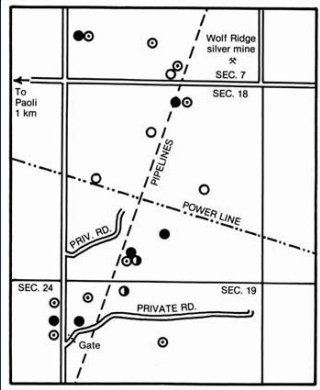 Wolf Ridge
silver mine
SEC. 7
To
Paoli
1 km
SEC. 18
PIPELINES
POWER LINE
PRIV. RD.
SEC. 24
SEC. 19
PRIVATE RD.
Gate